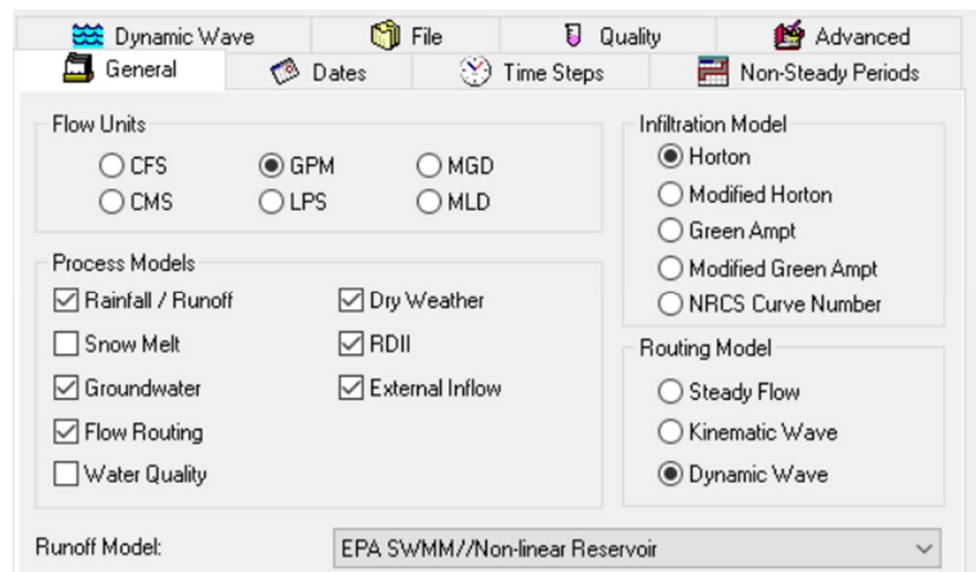 Dynamic Wave File Quality Advanced
General Dates Time Steps Non-Steady Periods
Flow Units
CFS GPM MGD
CMS LPS MLD
Process Models
Rainfall / Runoff Dry Weather
Snow Melt RDII
Groundwater External Inflow
Flow Routing
Water Quality
Infiltration Model
Horton
Modified Horton
Green Ampt
Modified Green Ampt
NRCS Curve Number
Routing Model
Steady Flow
Kinematic Wave
Dynamic Wave
Runoff Model: EPA SWMM//Non-linear Reservoir